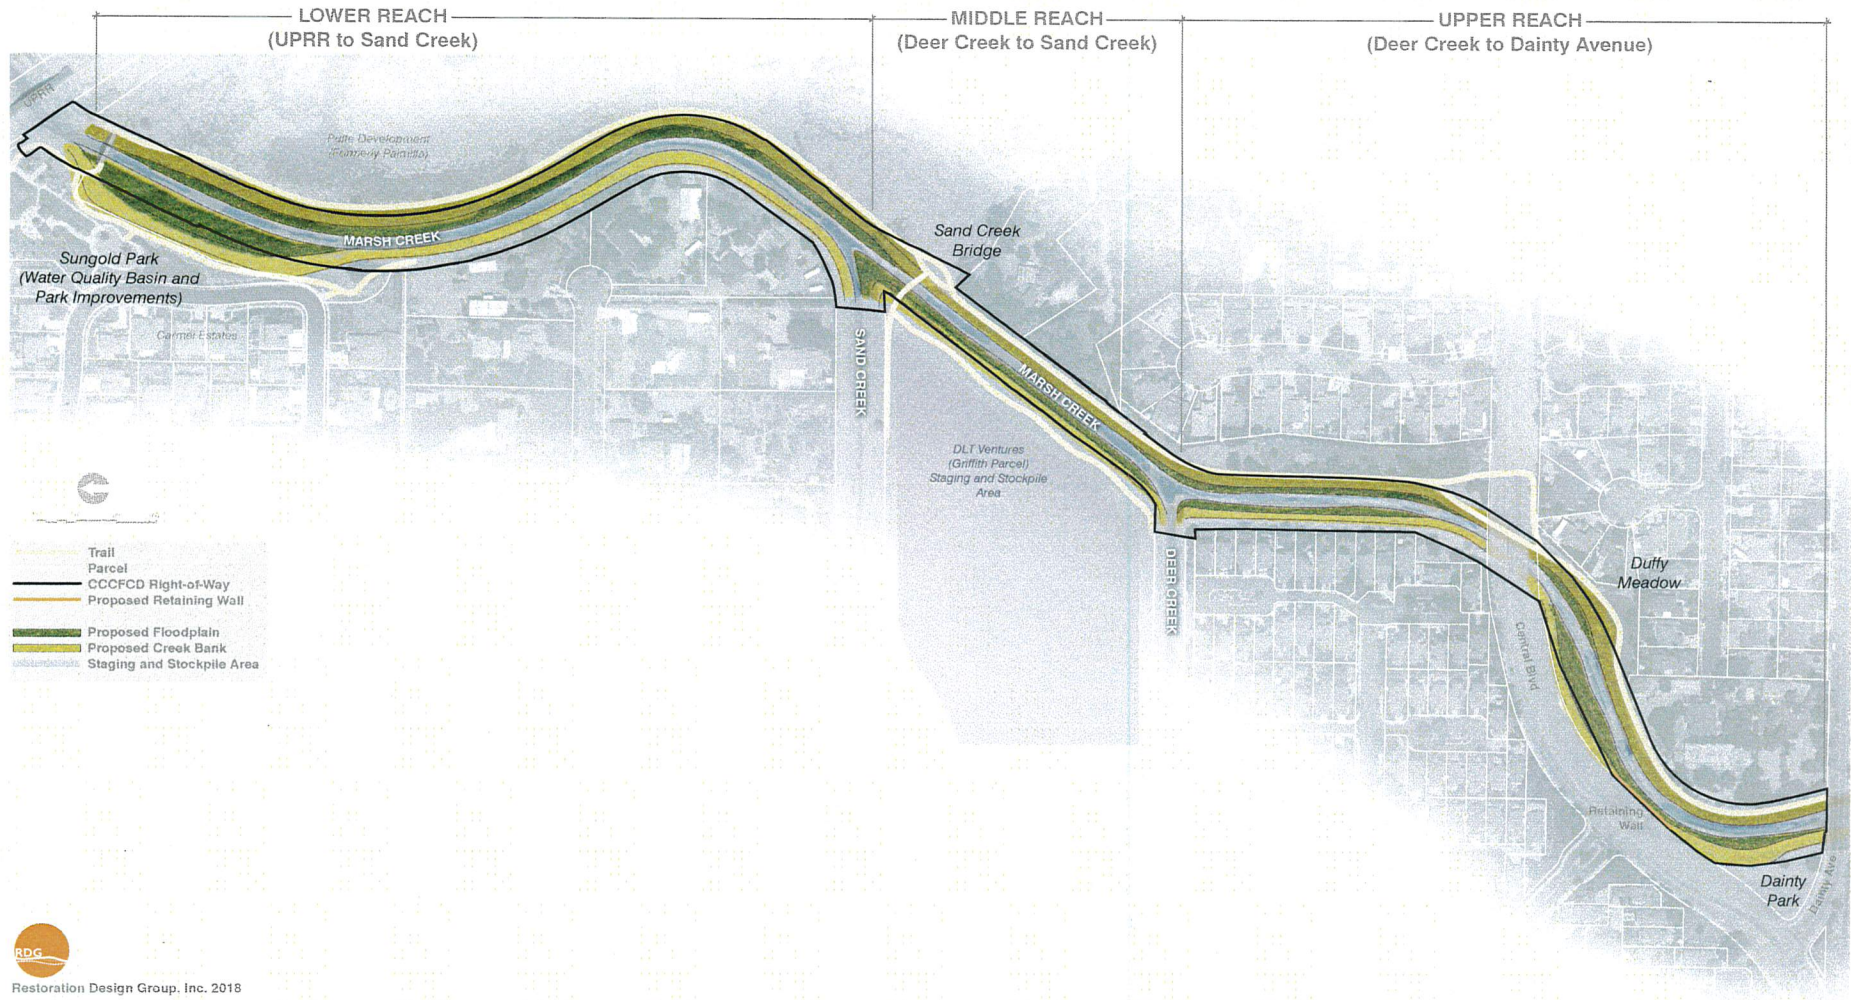 LOWER REACH
(UPRR to Sand Creek)
MIDDLE REACH
(Deer Creek to Sand Creek)
UPPER REACH
(Deer Creek to Dainty Avenue)
UPRR
Pulte Development
(Formerly Palmilla)
MARSH CREEK
Sand Creek
Bridge
Sungold Park
(Water Quality Basin and
Park Improvements)
Carmel Estates
SAND CREEK
MARSH CREEK
DLT Ventures
(Griffith Parcel)
Staging and Stockpile
Area
DEER CREEK
Duffy
Meadow
Central Blvd
Retaining
Wall
Dainty
Park
Dainty Ave
Trail
Parcel
CCCFCD Right-of-Way
Proposed Retaining Wall
Proposed Floodplain
Proposed Creek Bank
Staging and Stockpile Area
RDG
Restoration Design Group, Inc. 2018